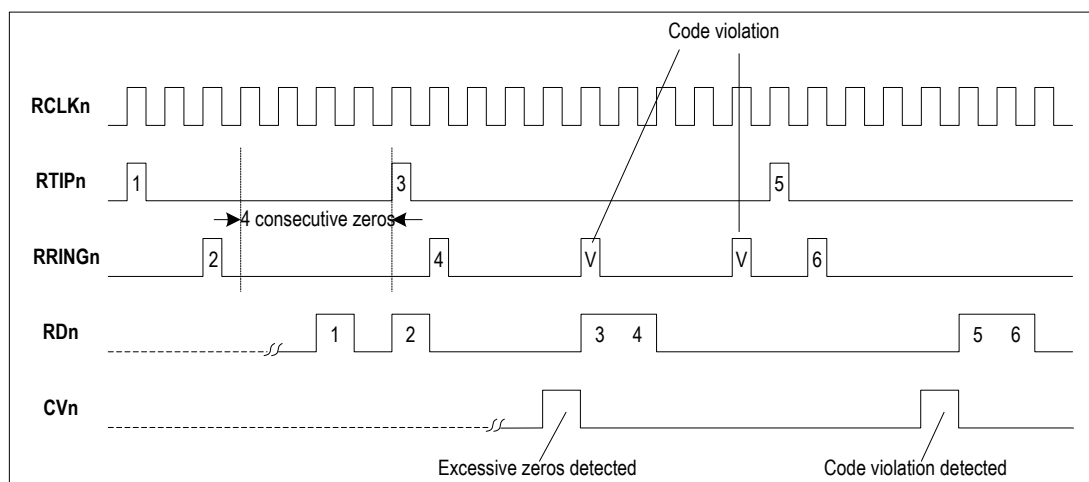 Code violation
RCLKn
RTIPn
1
3
5
4 consecutive zeros
RRINGn
2
4
V
V
6
RDn
1
2
3 4
5 6
CVn
Excessive zeros detected
Code violation detected